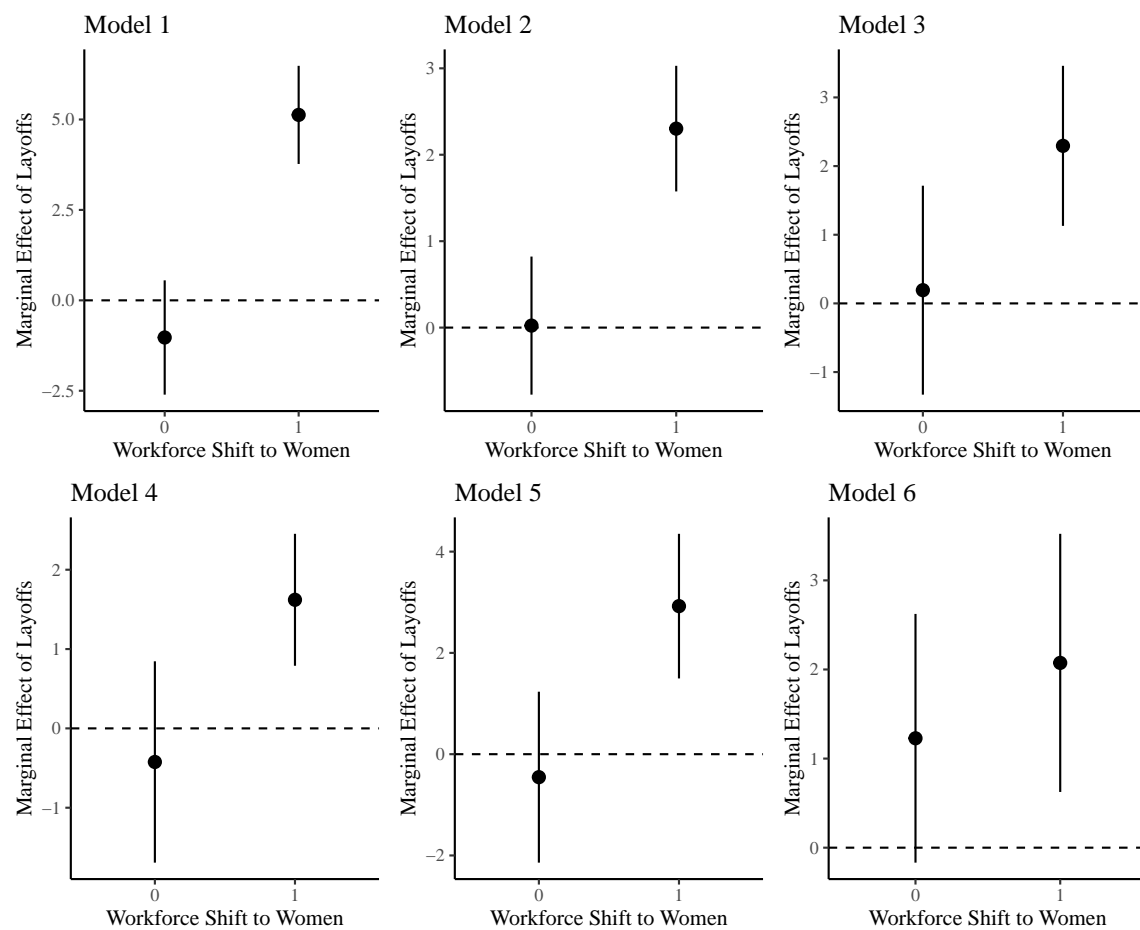 Model 1
Marginal Effect of Layoffs
5.0
2.5
0.0
−2.5
0 1
Workforce Shift to Women
Model 2
Marginal Effect of Layoffs
3
2
1
0
0 1
Workforce Shift to Women
Model 3
Marginal Effect of Layoffs
3
2
1
0
−1
0 1
Workforce Shift to Women
Model 4
Marginal Effect of Layoffs
2
1
0
−1
0 1
Workforce Shift to Women
Model 5
Marginal Effect of Layoffs
4
2
0
−2
0 1
Workforce Shift to Women
Model 6
Marginal Effect of Layoffs
3
2
1
0
0 1
Workforce Shift to Women